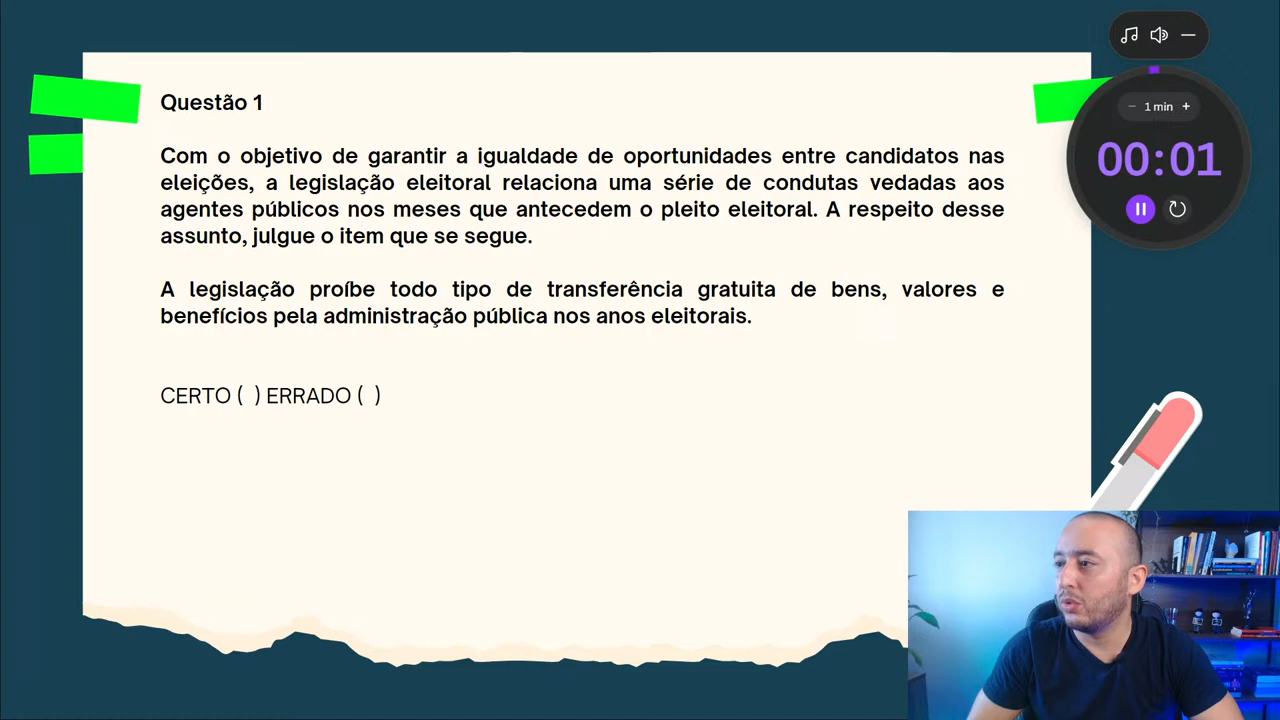 Questão 1
Com o objetivo de garantir a igualdade de oportunidades entre candidatos nas
eleições, a legislação eleitoral relaciona uma série de condutas vedadas aos
agentes públicos nos meses que antecedem o pleito eleitoral. A respeito desse
assunto, julgue o item que se segue.
A legislação proíbe todo tipo de transferência gratuita de bens, valores e
benefícios pela administração pública nos anos eleitorais.
CERTO ( ) ERRADO ( )
− 1 min +
00:01